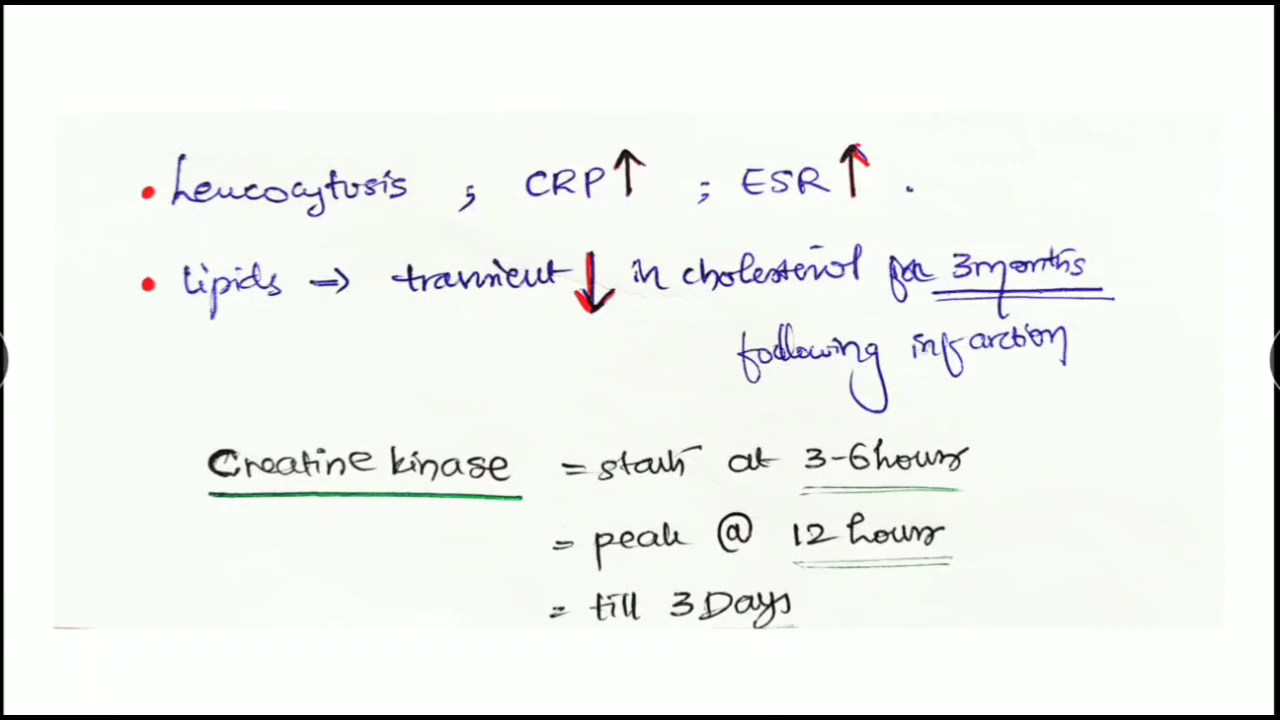 • Leucocytosis ; CRP↑ ; ESR↑ .
• Lipids → transient ↓ in cholesterol for 3 months
following infarction
Creatine kinase = start at 3-6 hours
= peak @ 12 hours
= till 3 Days